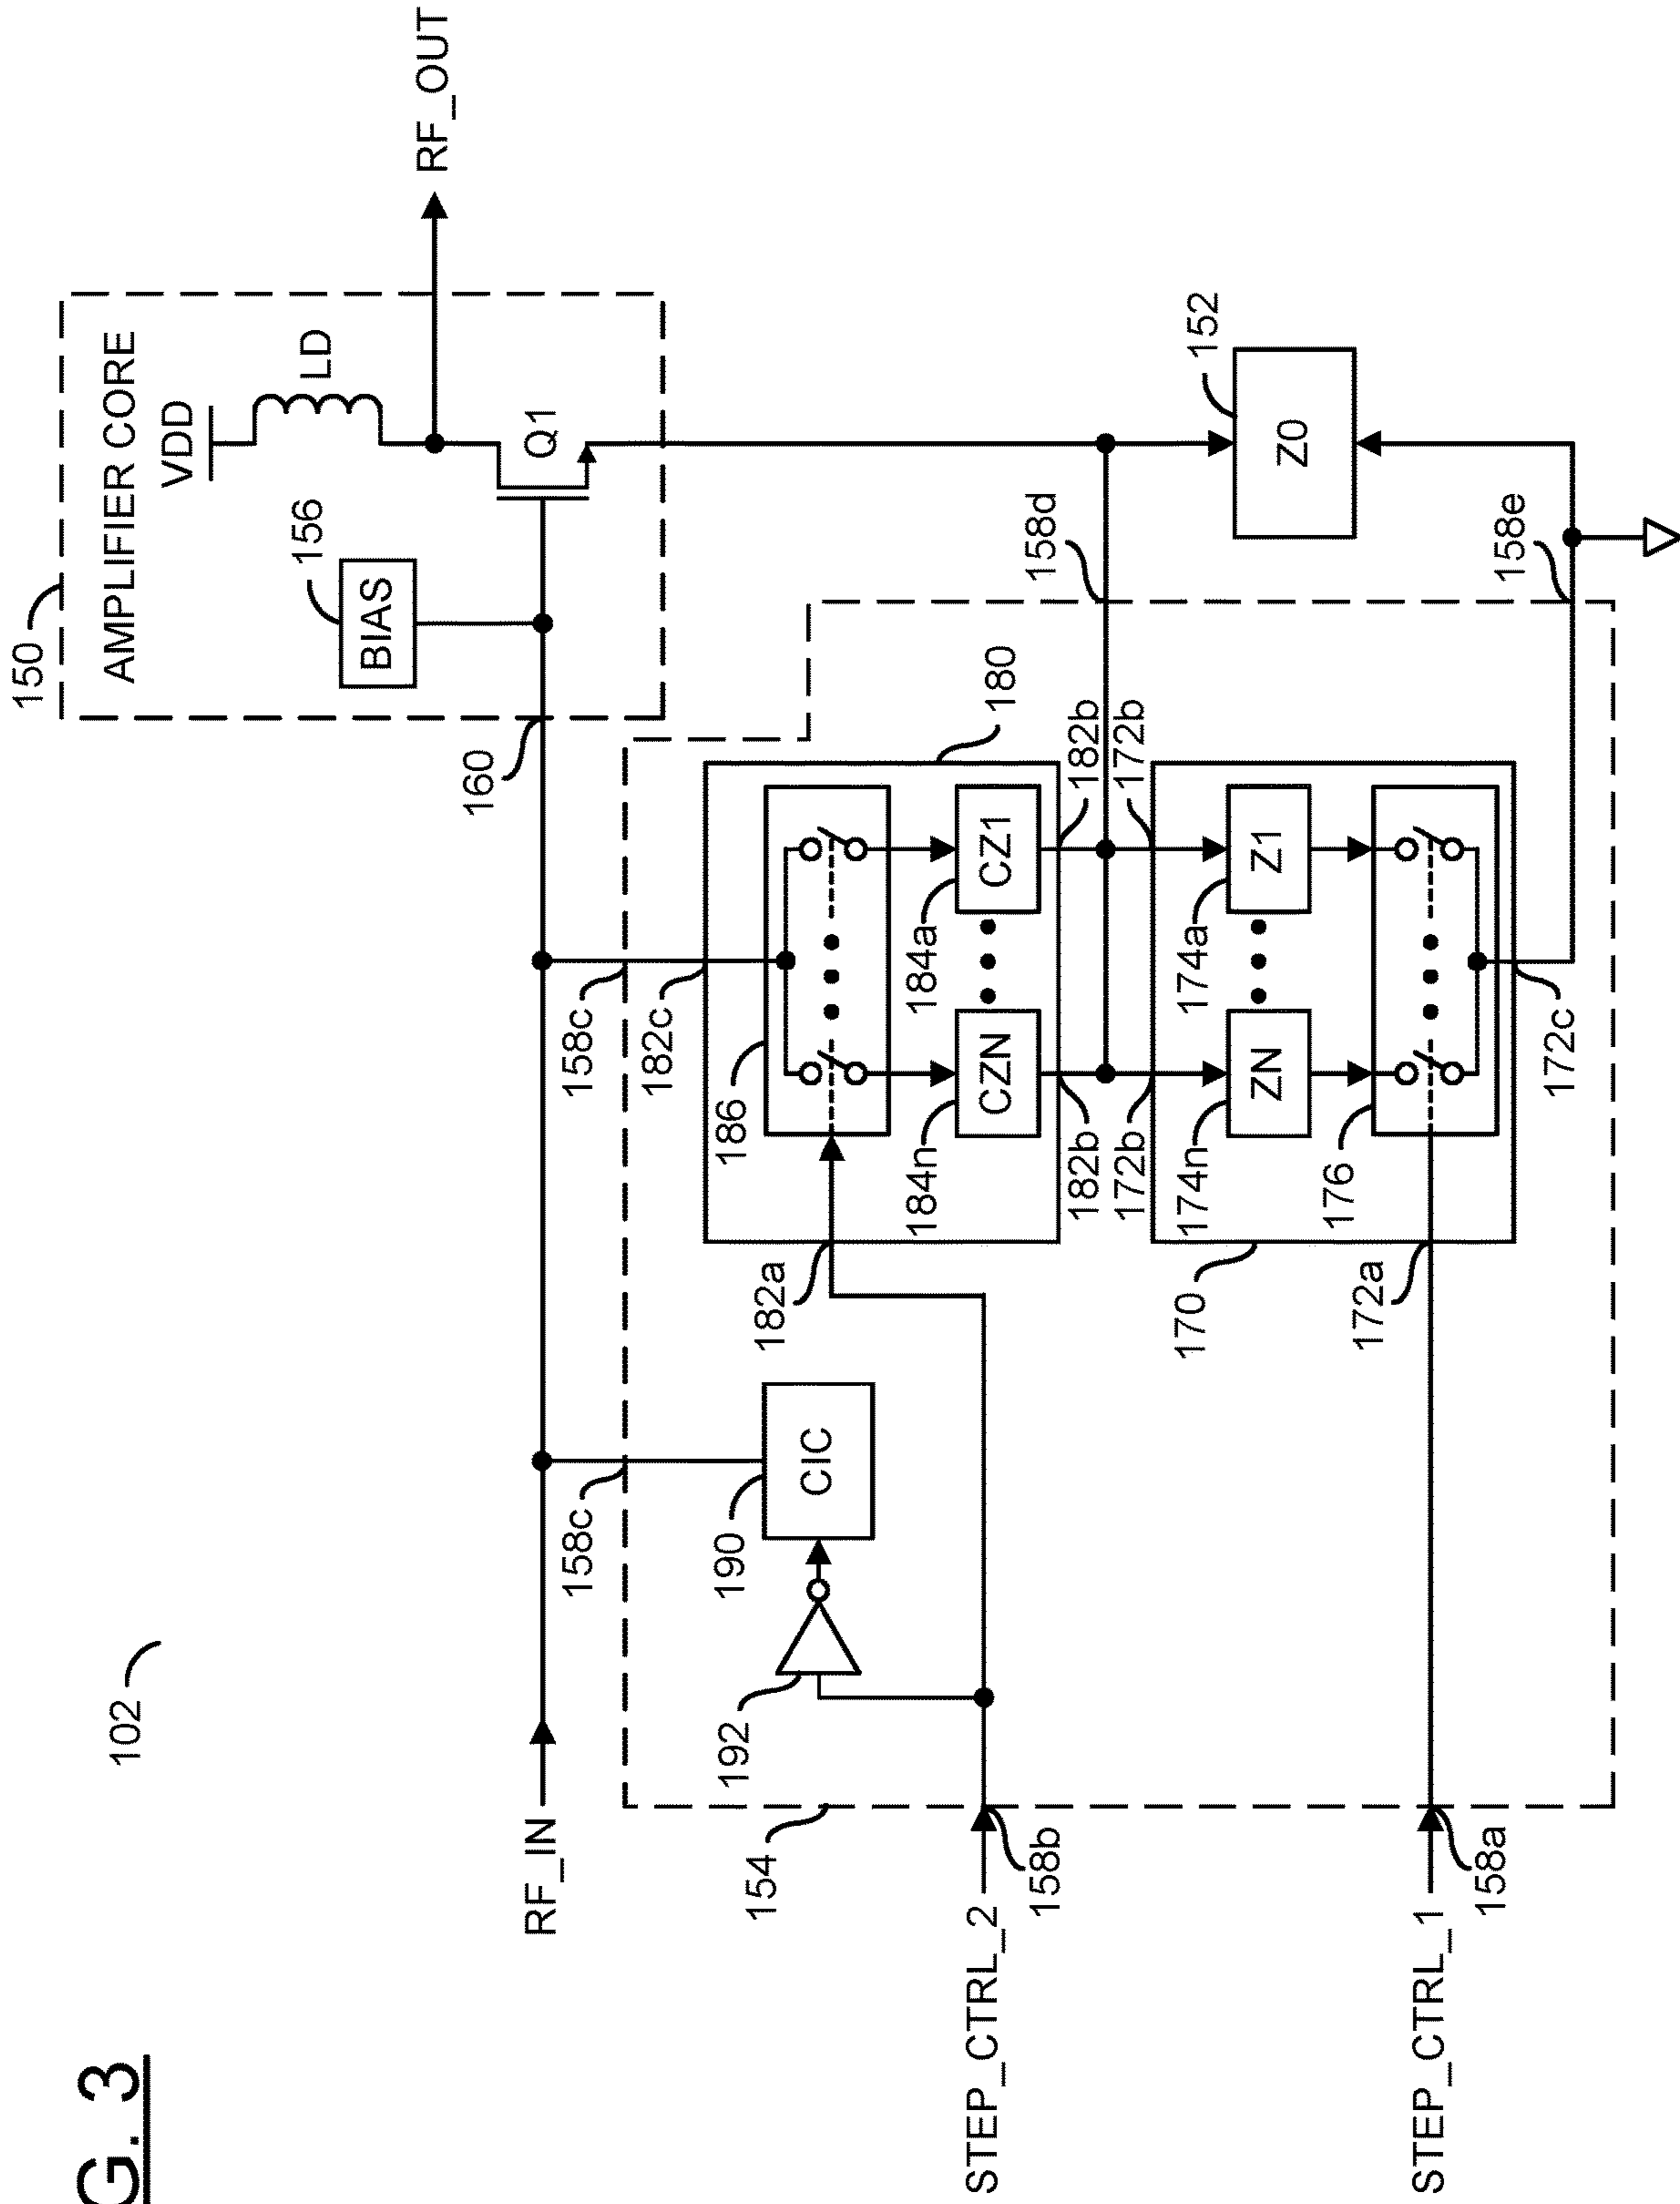 G. 3
102
150
AMPLIFIER CORE
VDD
LD
RF_OUT
156
BIAS
Q1
160
RF_IN
158c
158c
182c
154
192
190
CIC
186
182a
184n
CZN
184a
CZ1
180
182b
182b
172b
172b
158d
152
Z0
STEP_CTRL_2
158b
170
174n
ZN
174a
Z1
176
172a
172c
158e
STEP_CTRL_1
158a